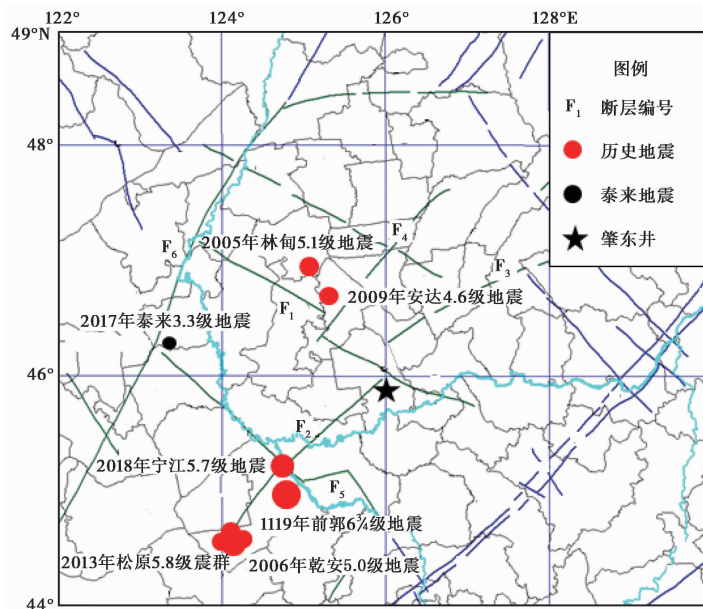 122° 124° 126° 128°E
49°N
图例
F₁ 断层编号
历史地震
泰来地震
肇东井
48°
F₆
2005年林甸5.1级地震
F₄
F₃
2009年安达4.6级地震
F₁
2017年泰来3.3级地震
46°
F₂
2018年宁江5.7级地震
F₅
1119年前郭6¾级地震
2013年松原5.8级震群
2006年乾安5.0级地震
44°